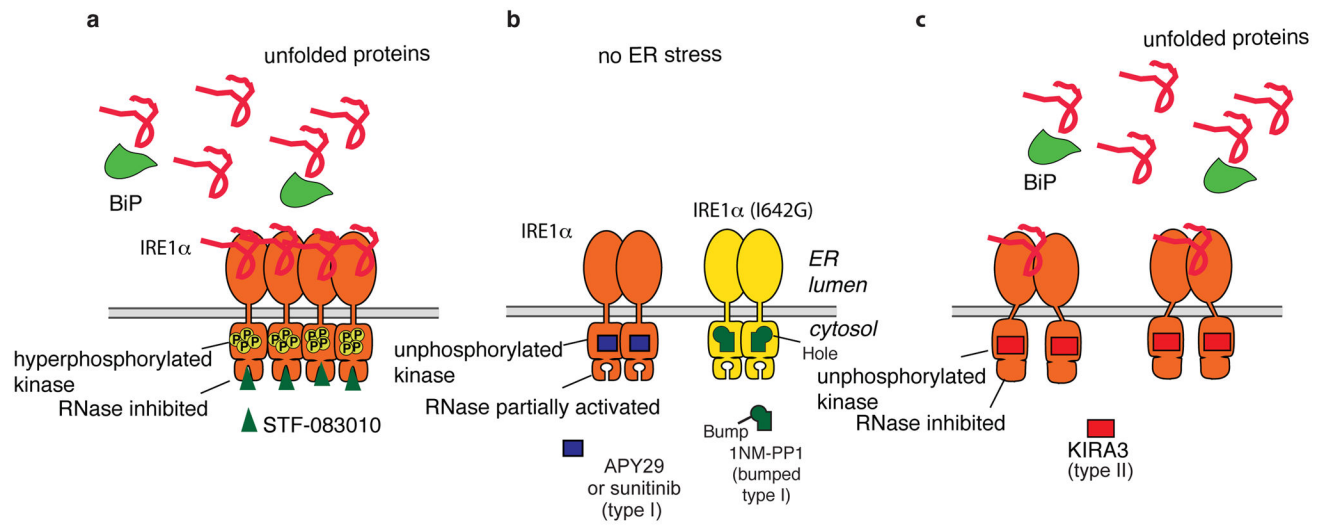 a
unfolded proteins
BiP
IRE1α
P P P P
P P P P
P P P P
P P P P
hyperphosphorylated
kinase
RNase inhibited
STF-083010
b
no ER stress
IRE1α
IRE1α (I642G)
ER
lumen
cytosol
Hole
unphosphorylated
kinase
RNase partially activated
APY29
or sunitinib
(type I)
Bump
1NM-PP1
(bumped
type I)
c
unfolded proteins
BiP
unphosphorylated
kinase
RNase inhibited
KIRA3
(type II)